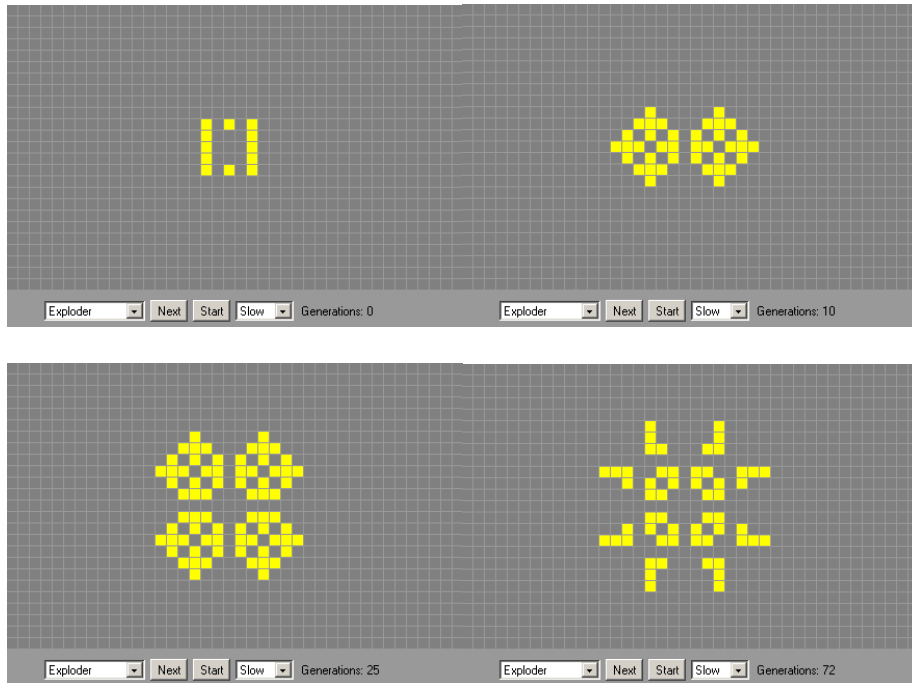 Exploder Next Start Slow Generations: 0
Exploder Next Start Slow Generations: 10
Exploder Next Start Slow Generations: 25
Exploder Next Start Slow Generations: 72